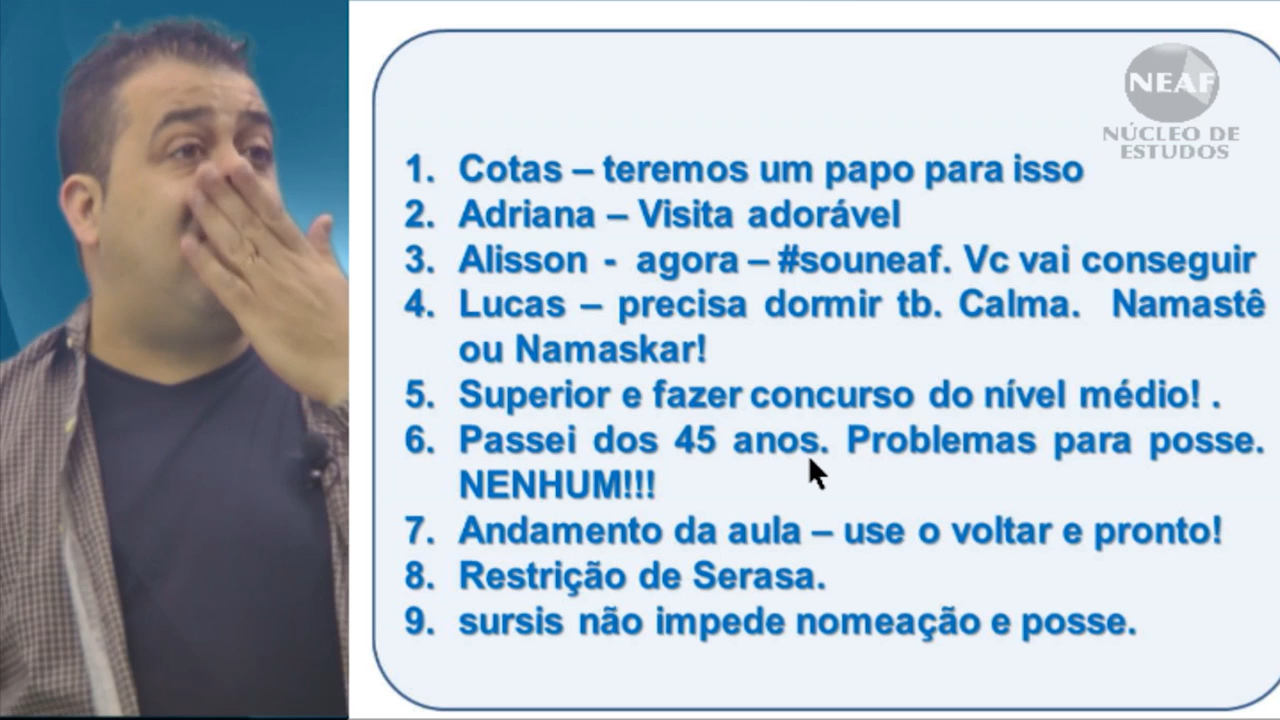 NEAF
NÚCLEO DE
ESTUDOS
1. Cotas – teremos um papo para isso
2. Adriana – Visita adorável
3. Alisson - agora – #souneaf. Vc vai conseguir
4. Lucas – precisa dormir tb. Calma. Namastê
ou Namaskar!
5. Superior e fazer concurso do nível médio! .
6. Passei dos 45 anos. Problemas para posse.
NENHUM!!!
7. Andamento da aula – use o voltar e pronto!
8. Restrição de Serasa.
9. sursis não impede nomeação e posse.